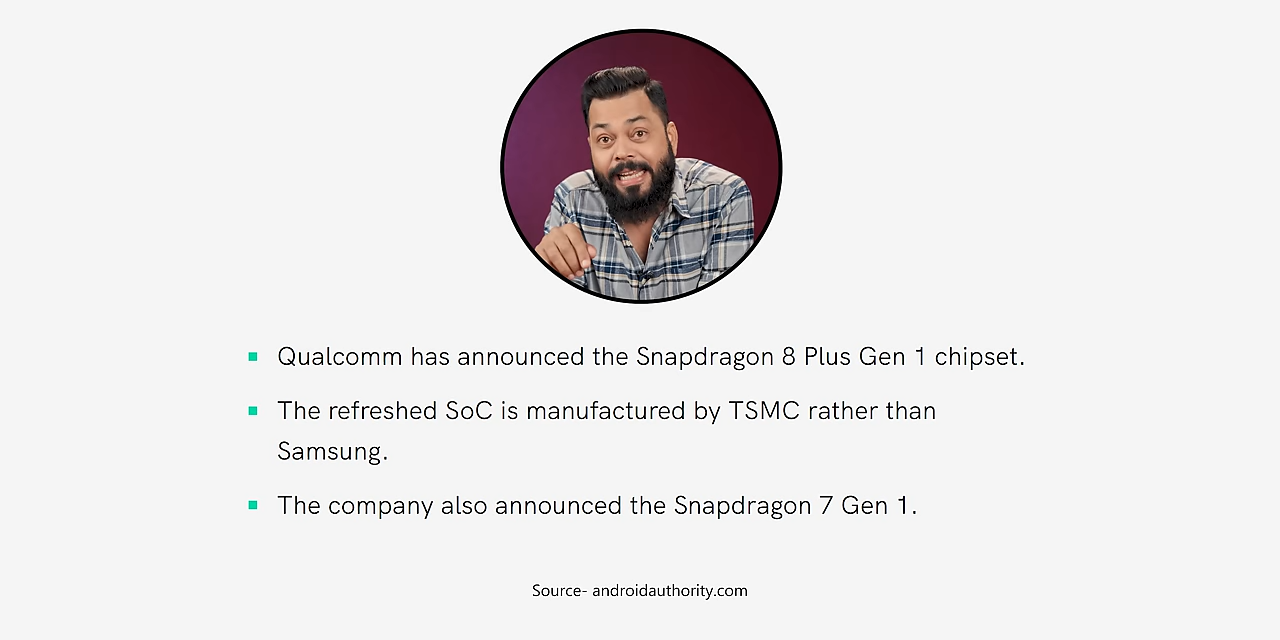 Qualcomm has announced the Snapdragon 8 Plus Gen 1 chipset.
The refreshed SoC is manufactured by TSMC rather than
Samsung.
The company also announced the Snapdragon 7 Gen 1.
Source- androidauthority.com